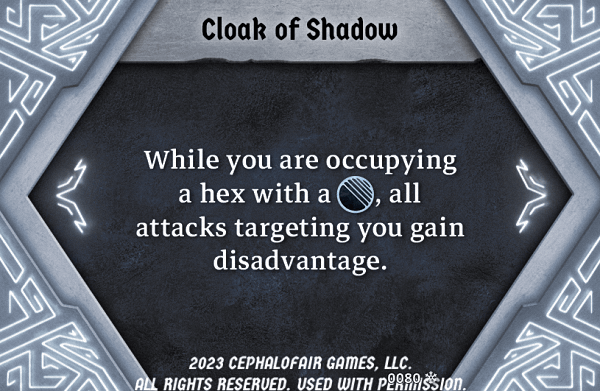 Cloak of Shadow
While you are occupying
a hex with a , all
attacks targeting you gain
disadvantage.
2023 CEPHALOFAIR GAMES, LLC.
ALL RIGHTS RESERVED. USED WITH PERMISSION.
9080